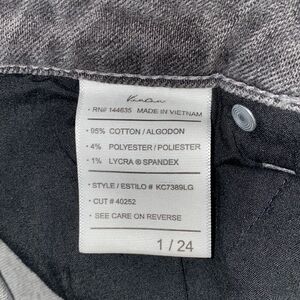 KanCan
• RN# 144635 MADE IN VIETNAM
• 95% COTTON / ALGODON
• 4% POLYESTER / POLIESTER
• 1% LYCRA ® SPANDEX
• STYLE / ESTILO # KC7389LG
• CUT # 40252
• SEE CARE ON REVERSE
1 / 24